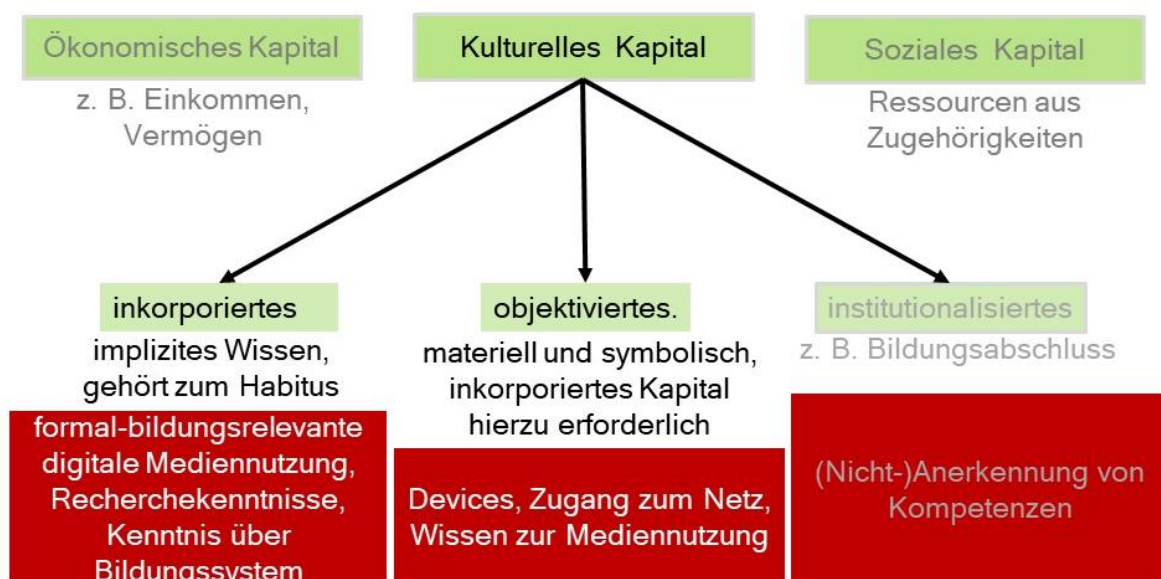 Ökonomisches Kapital
z. B. Einkommen,
Vermögen
Kulturelles Kapital
Soziales Kapital
Ressourcen aus
Zugehörigkeiten
inkorporiertes
implizites Wissen,
gehört zum Habitus
formal-bildungsrelevante
digitale Mediennutzung,
Recherchekenntnisse,
Kenntnis über
Bildungssystem
objektiviertes.
materiell und symbolisch,
inkorporiertes Kapital
hierzu erforderlich
Devices, Zugang zum Netz,
Wissen zur Mediennutzung
institutionalisiertes
z. B. Bildungsabschluss
(Nicht-)Anerkennung von
Kompetenzen